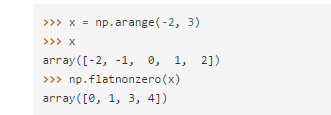 >>> x = np.arange(-2, 3)
>>> x
array([-2, -1,  0,  1,  2])
>>> np.flatnonzero(x)
array([0, 1, 3, 4])